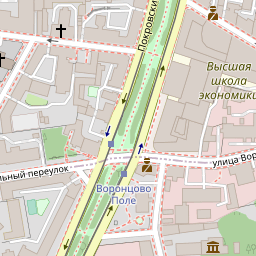 Покровски
Высшая
школа
экономики
улица Вор
льный переулок
Воронцово
Поле